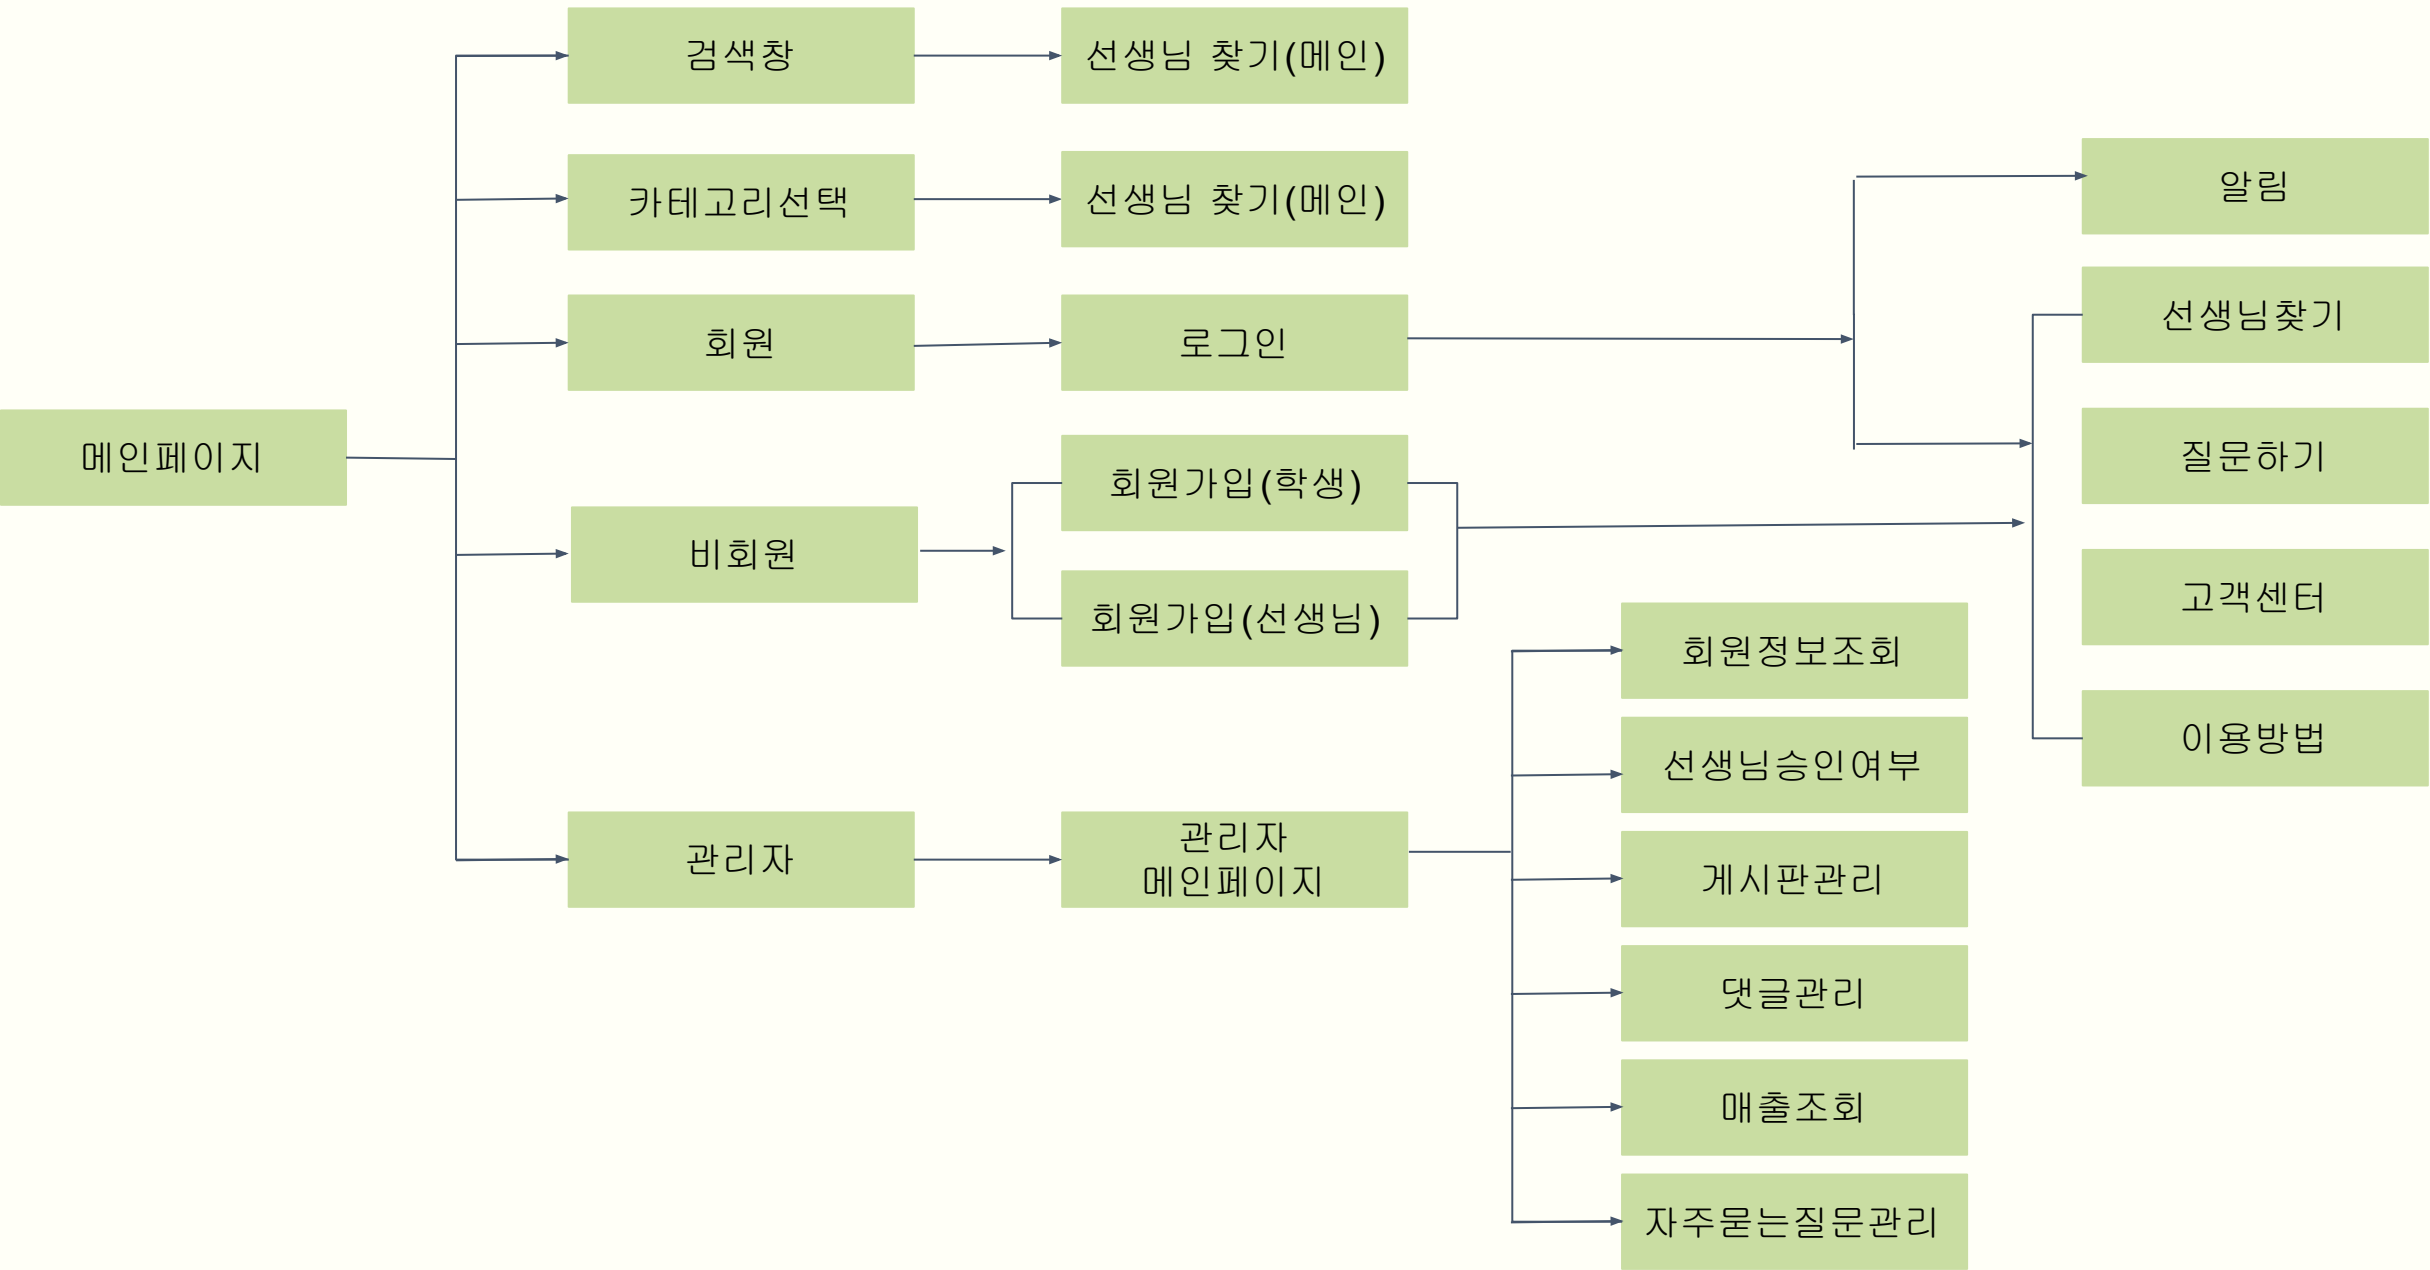 메인페이지
검색창
카테고리선택
회원
비회원
관리자
선생님 찾기(메인)
선생님 찾기(메인)
로그인
회원가입(학생)
회원가입(선생님)
관리자
메인페이지
회원정보조회
선생님승인여부
게시판관리
댓글관리
매출조회
자주묻는질문관리
알림
선생님찾기
질문하기
고객센터
이용방법